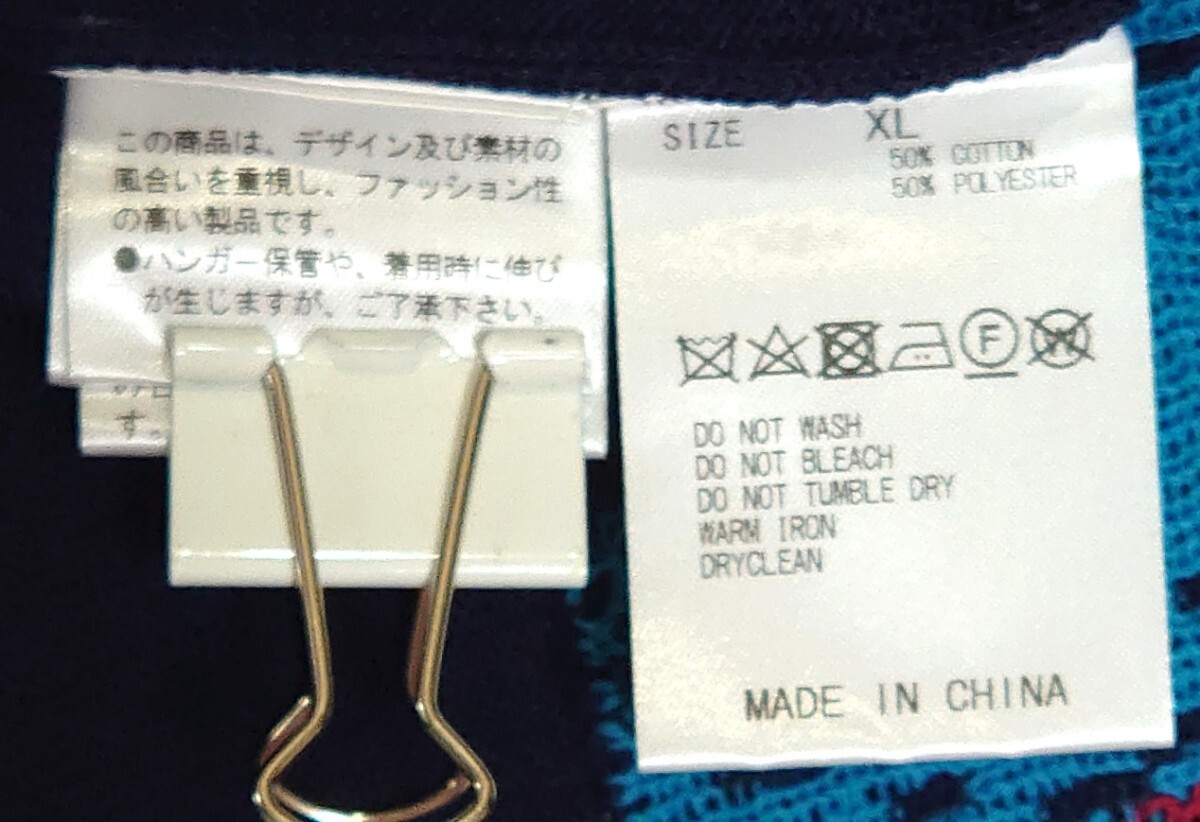 この商品は、デザイン及び素材の
風合いを重視し、ファッション性
の高い製品です。
●ハンガー保管や、着用時に伸び
が生じますが、ご了承下さい。
す。
SIZE XL
50% COTTON
50% POLYESTER
F
W
DO NOT WASH
DO NOT BLEACH
DO NOT TUMBLE DRY
WARM IRON
DRYCLEAN
MADE IN CHINA